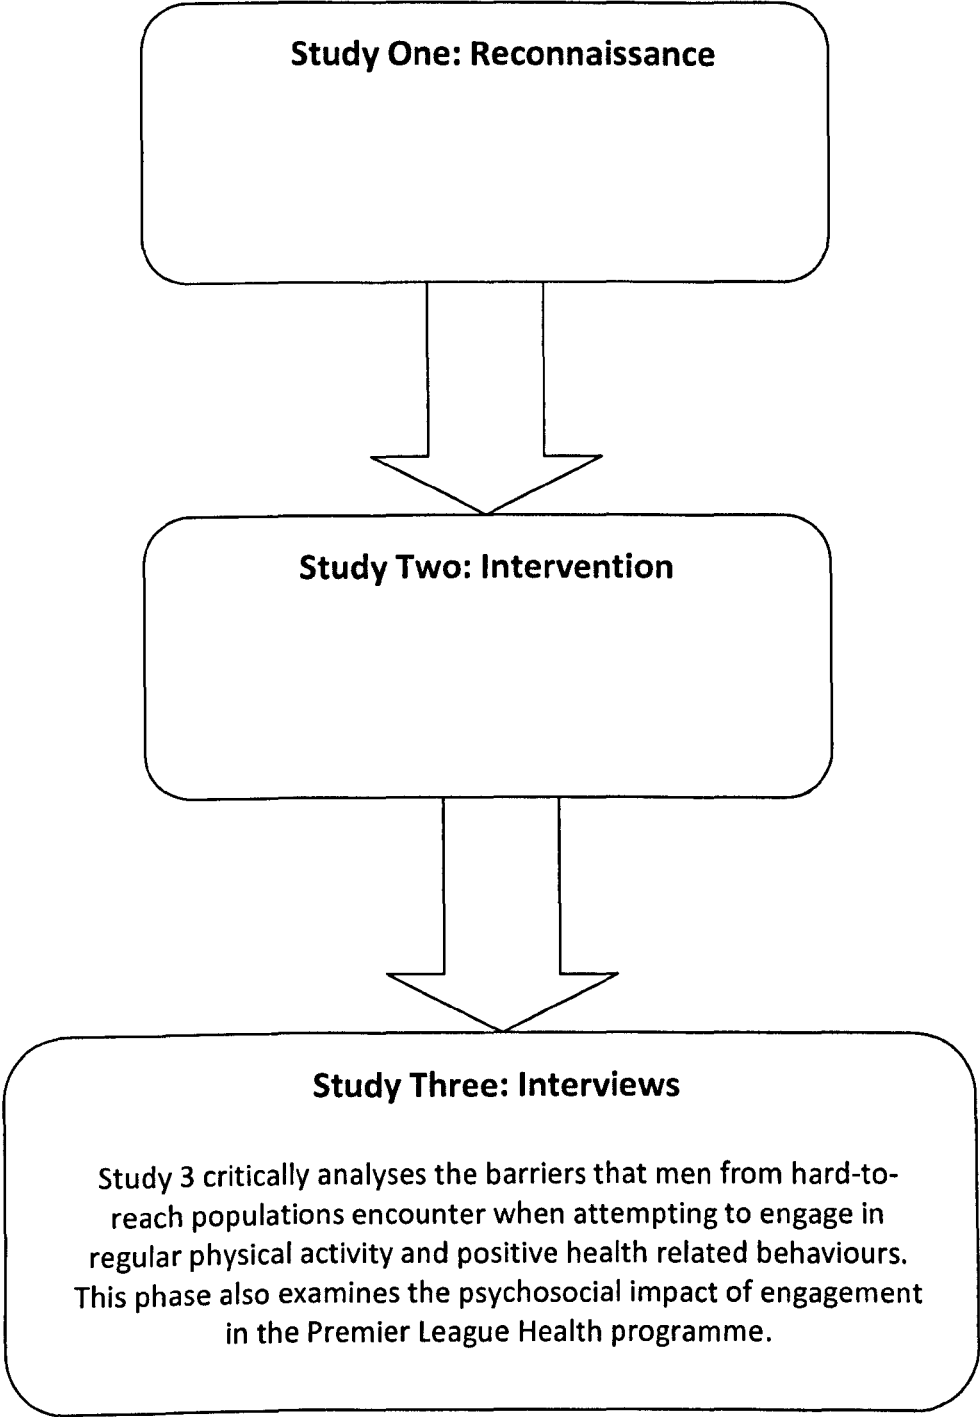 Study One: Reconnaissance
Study Two: Intervention
Study Three: Interviews
Study 3 critically analyses the barriers that men from hard-to-
reach populations encounter when attempting to engage in
regular physical activity and positive health related behaviours.
This phase also examines the psychosocial impact of engagement
in the Premier League Health programme.